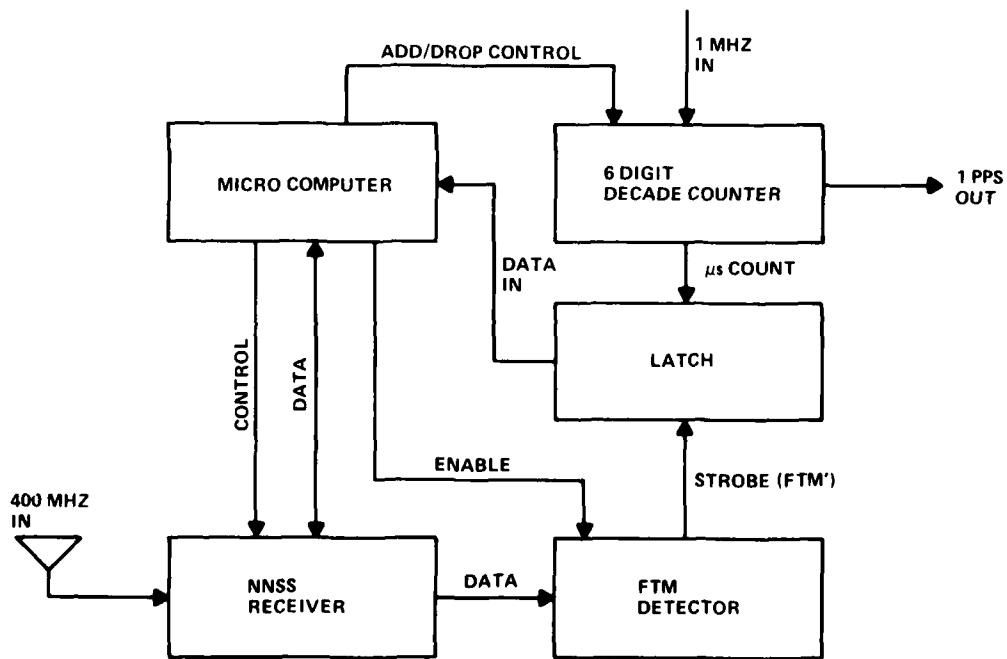 ADD/DROP CONTROL
1 MHZ
IN
MICRO COMPUTER
6 DIGIT
DECADE COUNTER
1 PPS
OUT
DATA
IN
μs COUNT
LATCH
CONTROL
DATA
ENABLE
STROBE (FTM')
400 MHZ
IN
NNSS
RECEIVER
DATA
FTM
DETECTOR